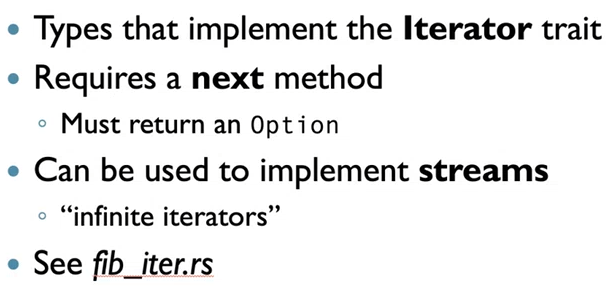 • Types that implement the Iterator trait
• Requires a next method
◦ Must return an Option
• Can be used to implement streams
◦ “infinite iterators”
• See fib_iter.rs